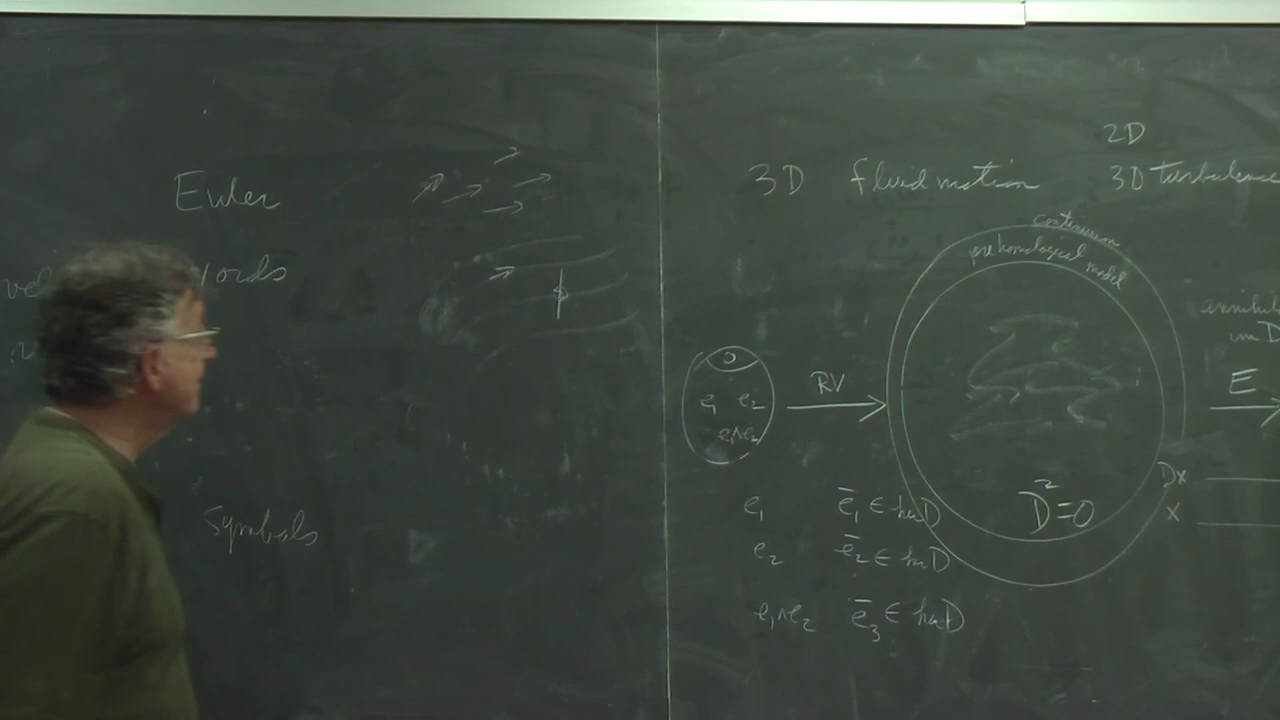 Euler
Symbols
2D
3D fluid motion
3D turbulence
continuum
prehomological model
e₁ e₂
e₁∧e₂
RV
E
D²=0
Dx
x
e₁ ē₁ ∈ ker D
e₂ ē₂ ∈ ker D
e₁∧e₂ ē₃ ∈ ker D